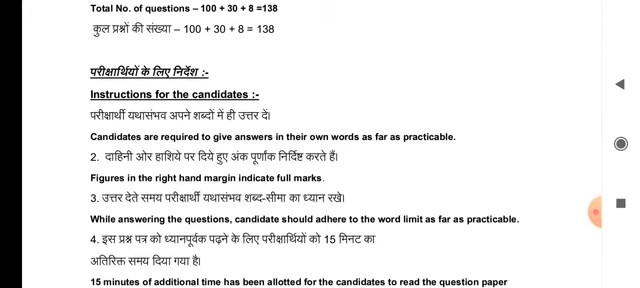 Total No. of questions – 100 + 30 + 8 =138
कुल प्रश्नों की संख्या – 100 + 30 + 8 = 138
परीक्षार्थियों के लिए निर्देश :-
Instructions for the candidates :-
परीक्षार्थी यथासंभव अपने शब्दों में ही उत्तर दें।
Candidates are required to give answers in their own words as far as practicable.
2. दाहिनी ओर हाशिये पर दिये हुए अंक पूर्णांक निर्दिष्ट करते हैं।
Figures in the right hand margin indicate full marks.
3. उत्तर देते समय परीक्षार्थी यथासंभव शब्द-सीमा का ध्यान रखे।
While answering the questions, candidate should adhere to the word limit as far as practicable.
4. इस प्रश्न पत्र को ध्यानपूर्वक पढ़ने के लिए परीक्षार्थियों को 15 मिनट का
अतिरिक्त समय दिया गया है।
15 minutes of additional time has been allotted for the candidates to read the question paper